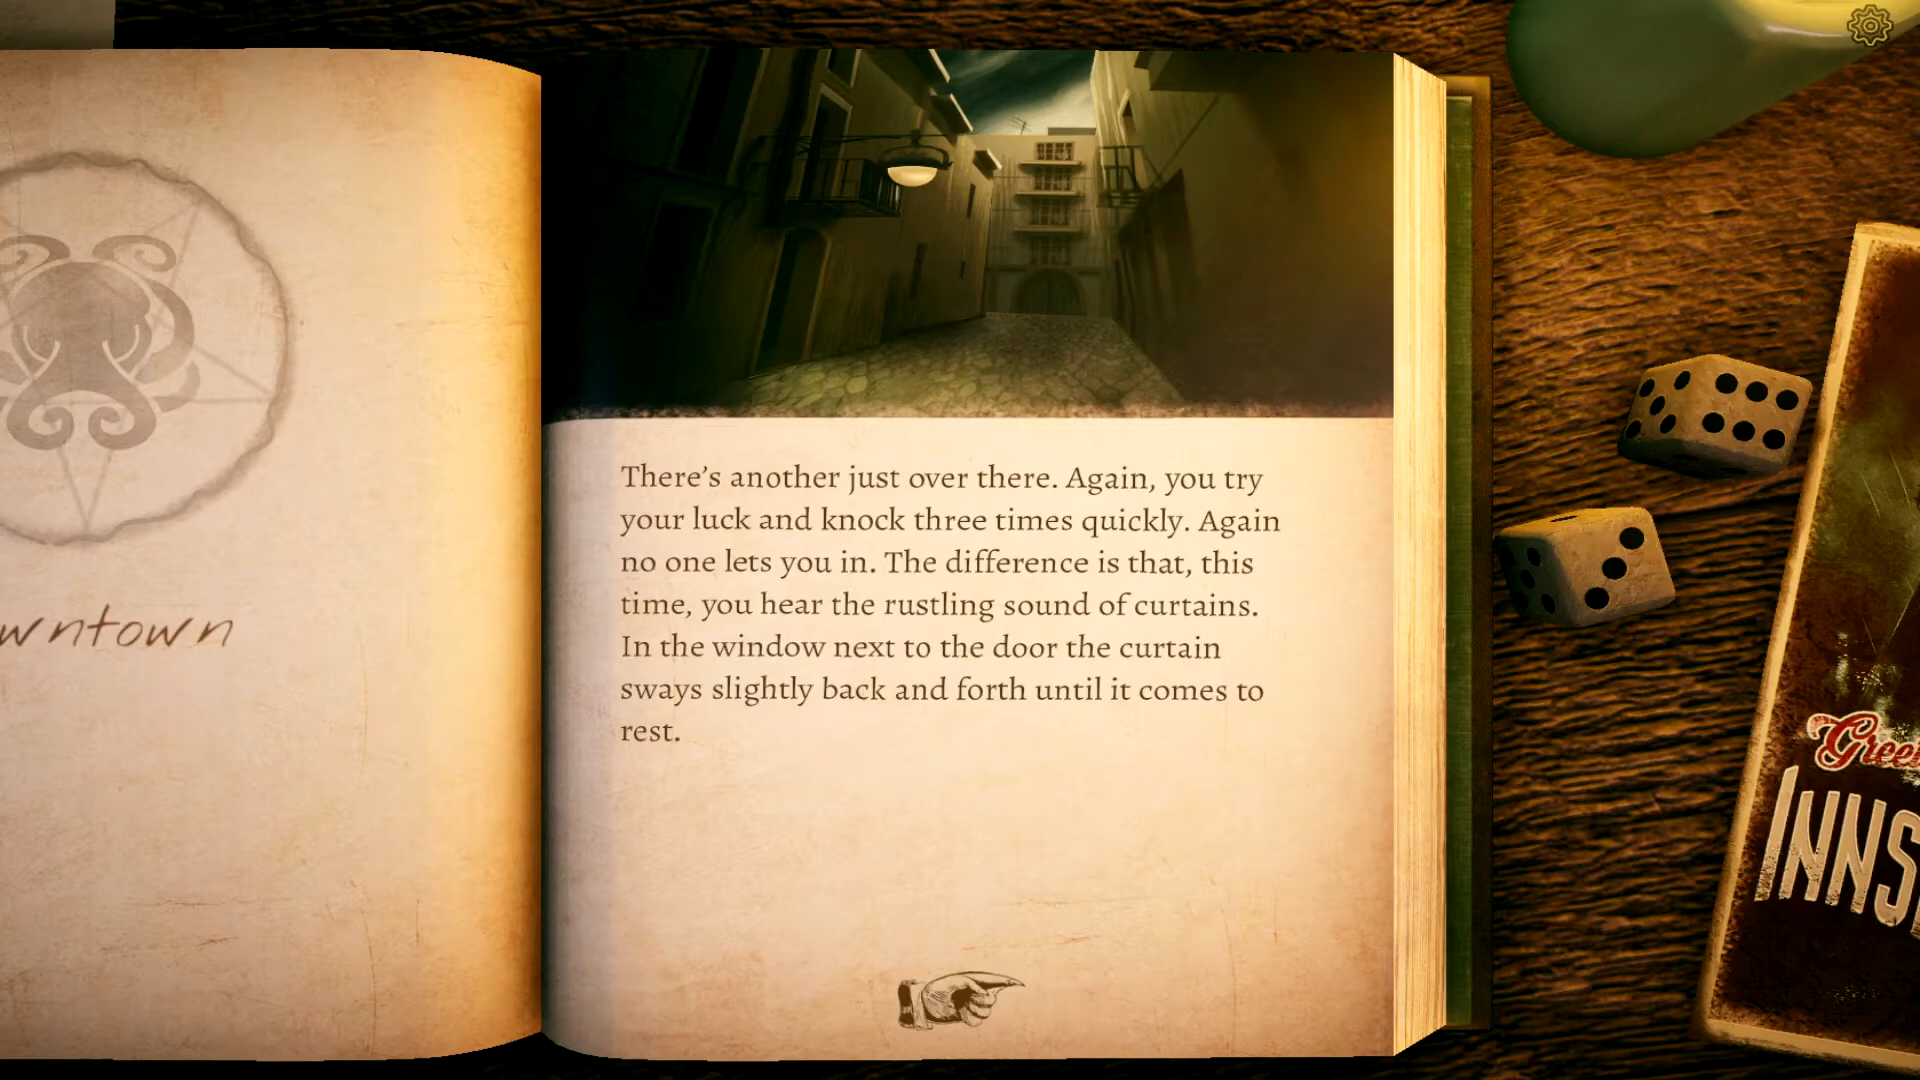 wntown
There's another just over there. Again, you try
your luck and knock three times quickly. Again
no one lets you in. The difference is that, this
time, you hear the rustling sound of curtains.
In the window next to the door the curtain
sways slightly back and forth until it comes to
rest.
Gree
INNS